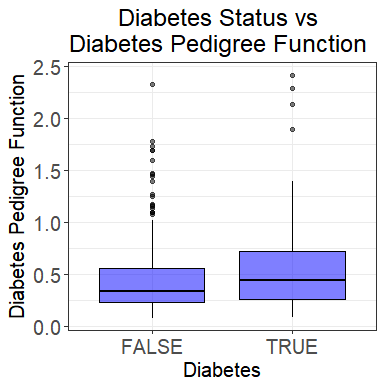 Diabetes Status vs
Diabetes Pedigree Function
Diabetes Pedigree Function
2.5
2.0
1.5
1.0
0.5
0.0
FALSE
TRUE
Diabetes